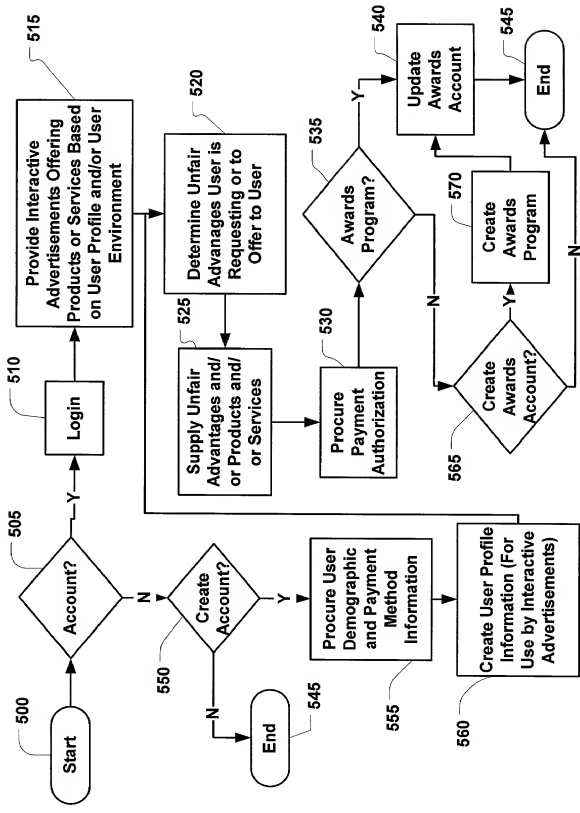 500
Start
505
Account?
Y
510
Login
515
Provide Interactive
Advertisements Offering
Products or Services Based
on User Profile and/or User
Environment
520
Determine Unfair
Advanages User is
Requesting or to
Offer to User
525
Supply Unfair
Advantages and/
or Products and/
or Services
530
Procure
Payment
Authorization
535
Awards
Program?
Y
540
Update
Awards
Account
545
End
N
565
Create
Awards
Account?
Y
570
Create
Awards
Program
N
N
550
Create
Account?
N
545
End
Y
555
Procure User
Demographic
and Payment
Method
Information
560
Create User Profile
Information (For
Use by Interactive
Advertisements)